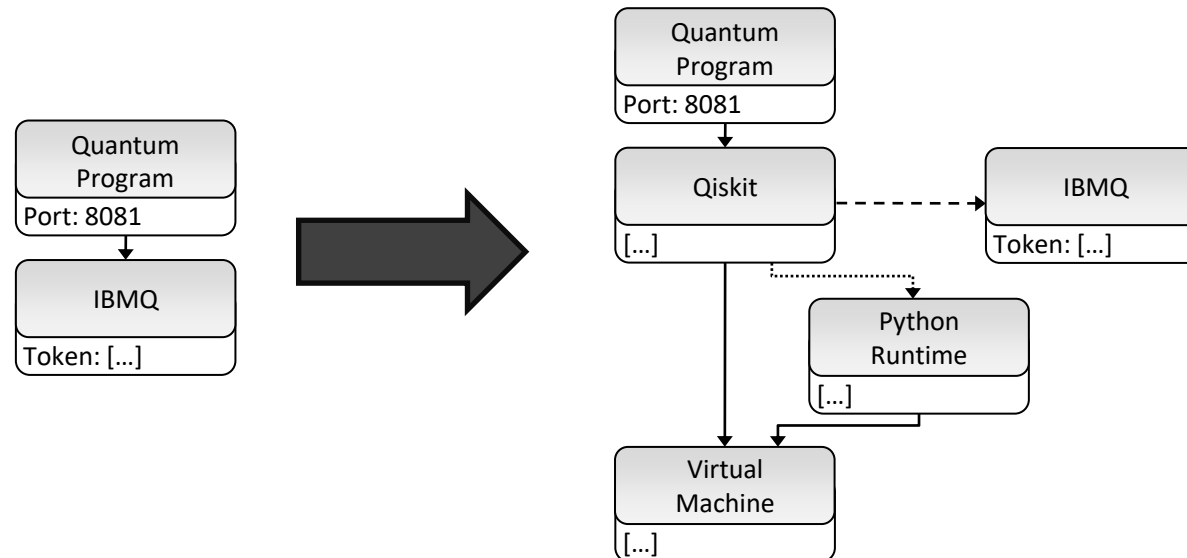 Quantum
Program
Port: 8081
IBMQ
Token: [...]
Quantum
Program
Port: 8081
Qiskit
[...]
IBMQ
Token: [...]
Python
Runtime
[...]
Virtual
Machine
[...]